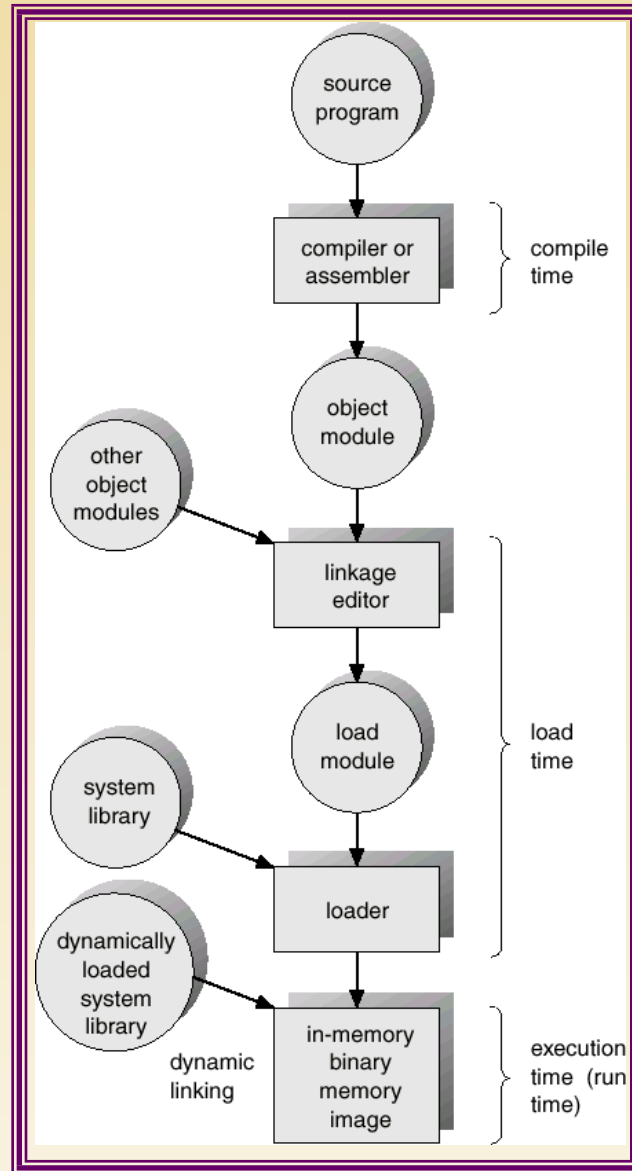 source
program
compiler or
assembler
compile
time
object
module
other
object
modules
linkage
editor
load
module
load
time
system
library
loader
dynamically
loaded
system
library
dynamic
linking
in-memory
binary
memory
image
execution
time (run
time)